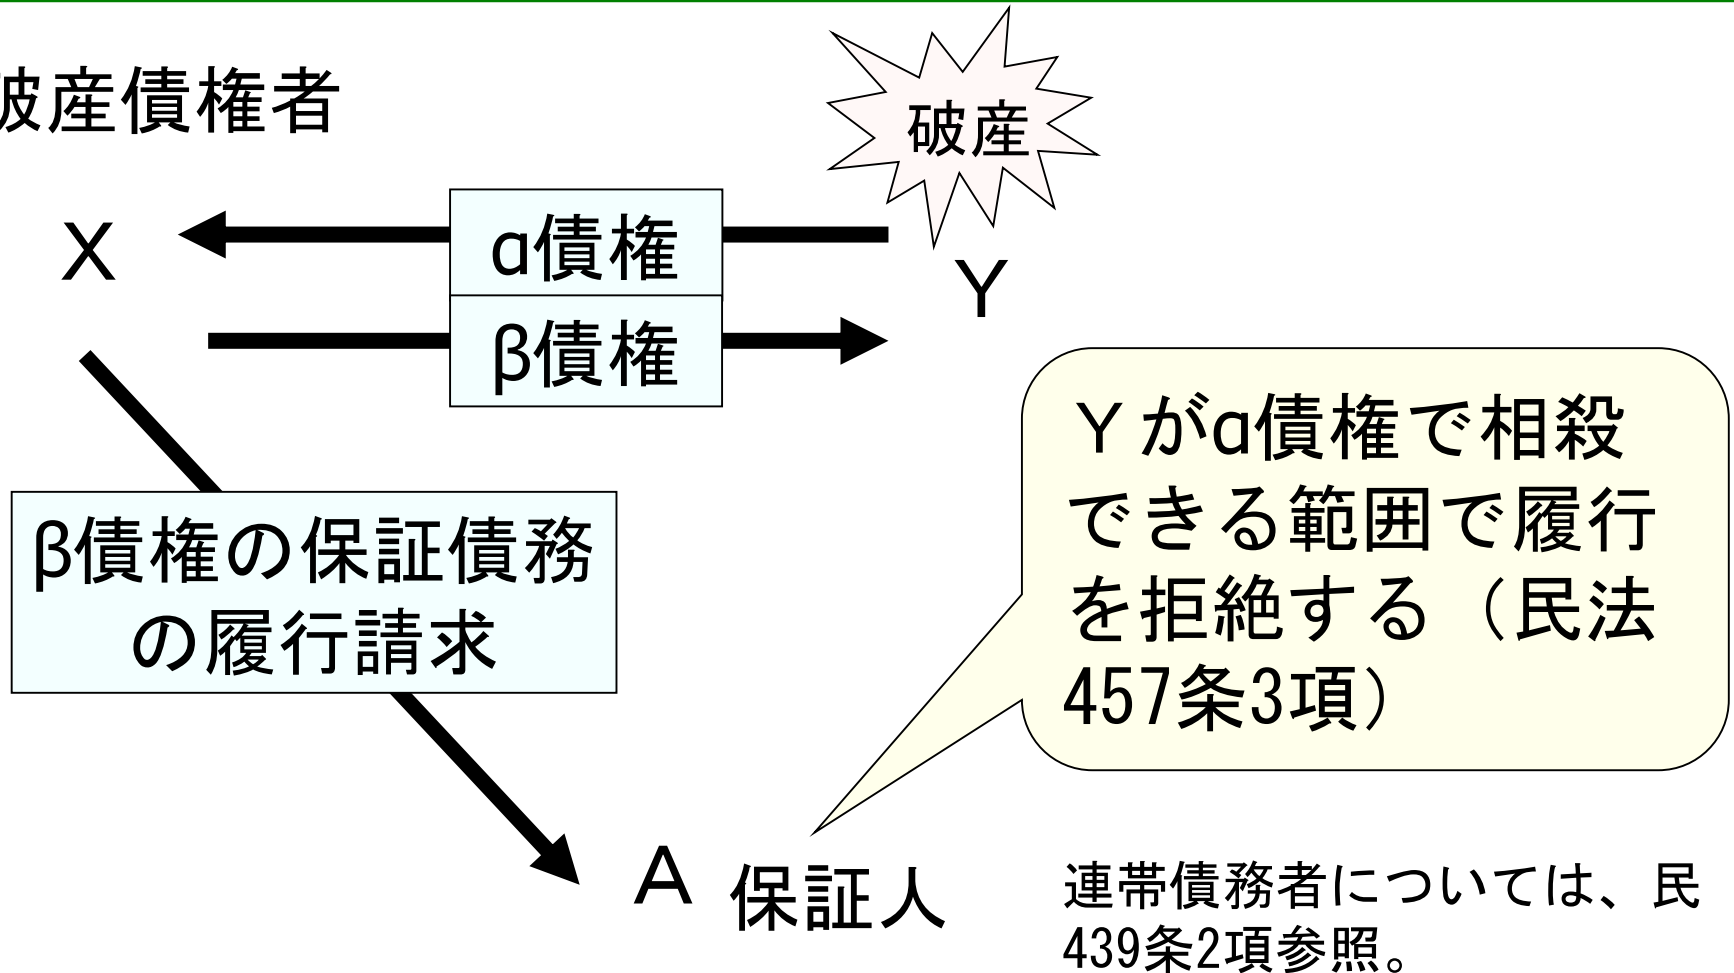 破産債権者
破産
X
α債権
Y
β債権
Yがα債権で相殺
できる範囲で履行
を拒絶する（民法
457条3項）
β債権の保証債務
の履行請求
A 保証人
連帯債務者については、民
439条2項参照。